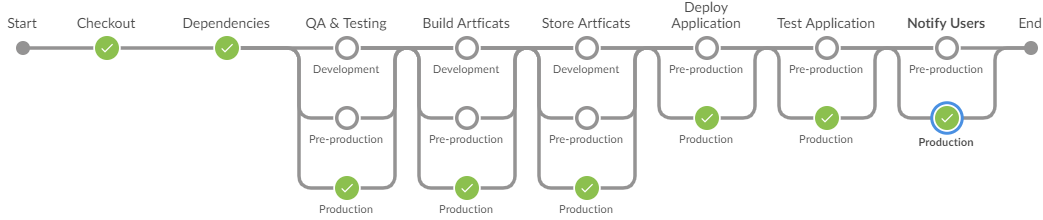 Start
Checkout
Dependencies
QA & Testing
Build Artficats
Store Artficats
Deploy
Application
Test Application
Notify Users
End
Development
Development
Development
Pre-production
Pre-production
Pre-production
Pre-production
Pre-production
Pre-production
Production
Production
Production
Production
Production
Production